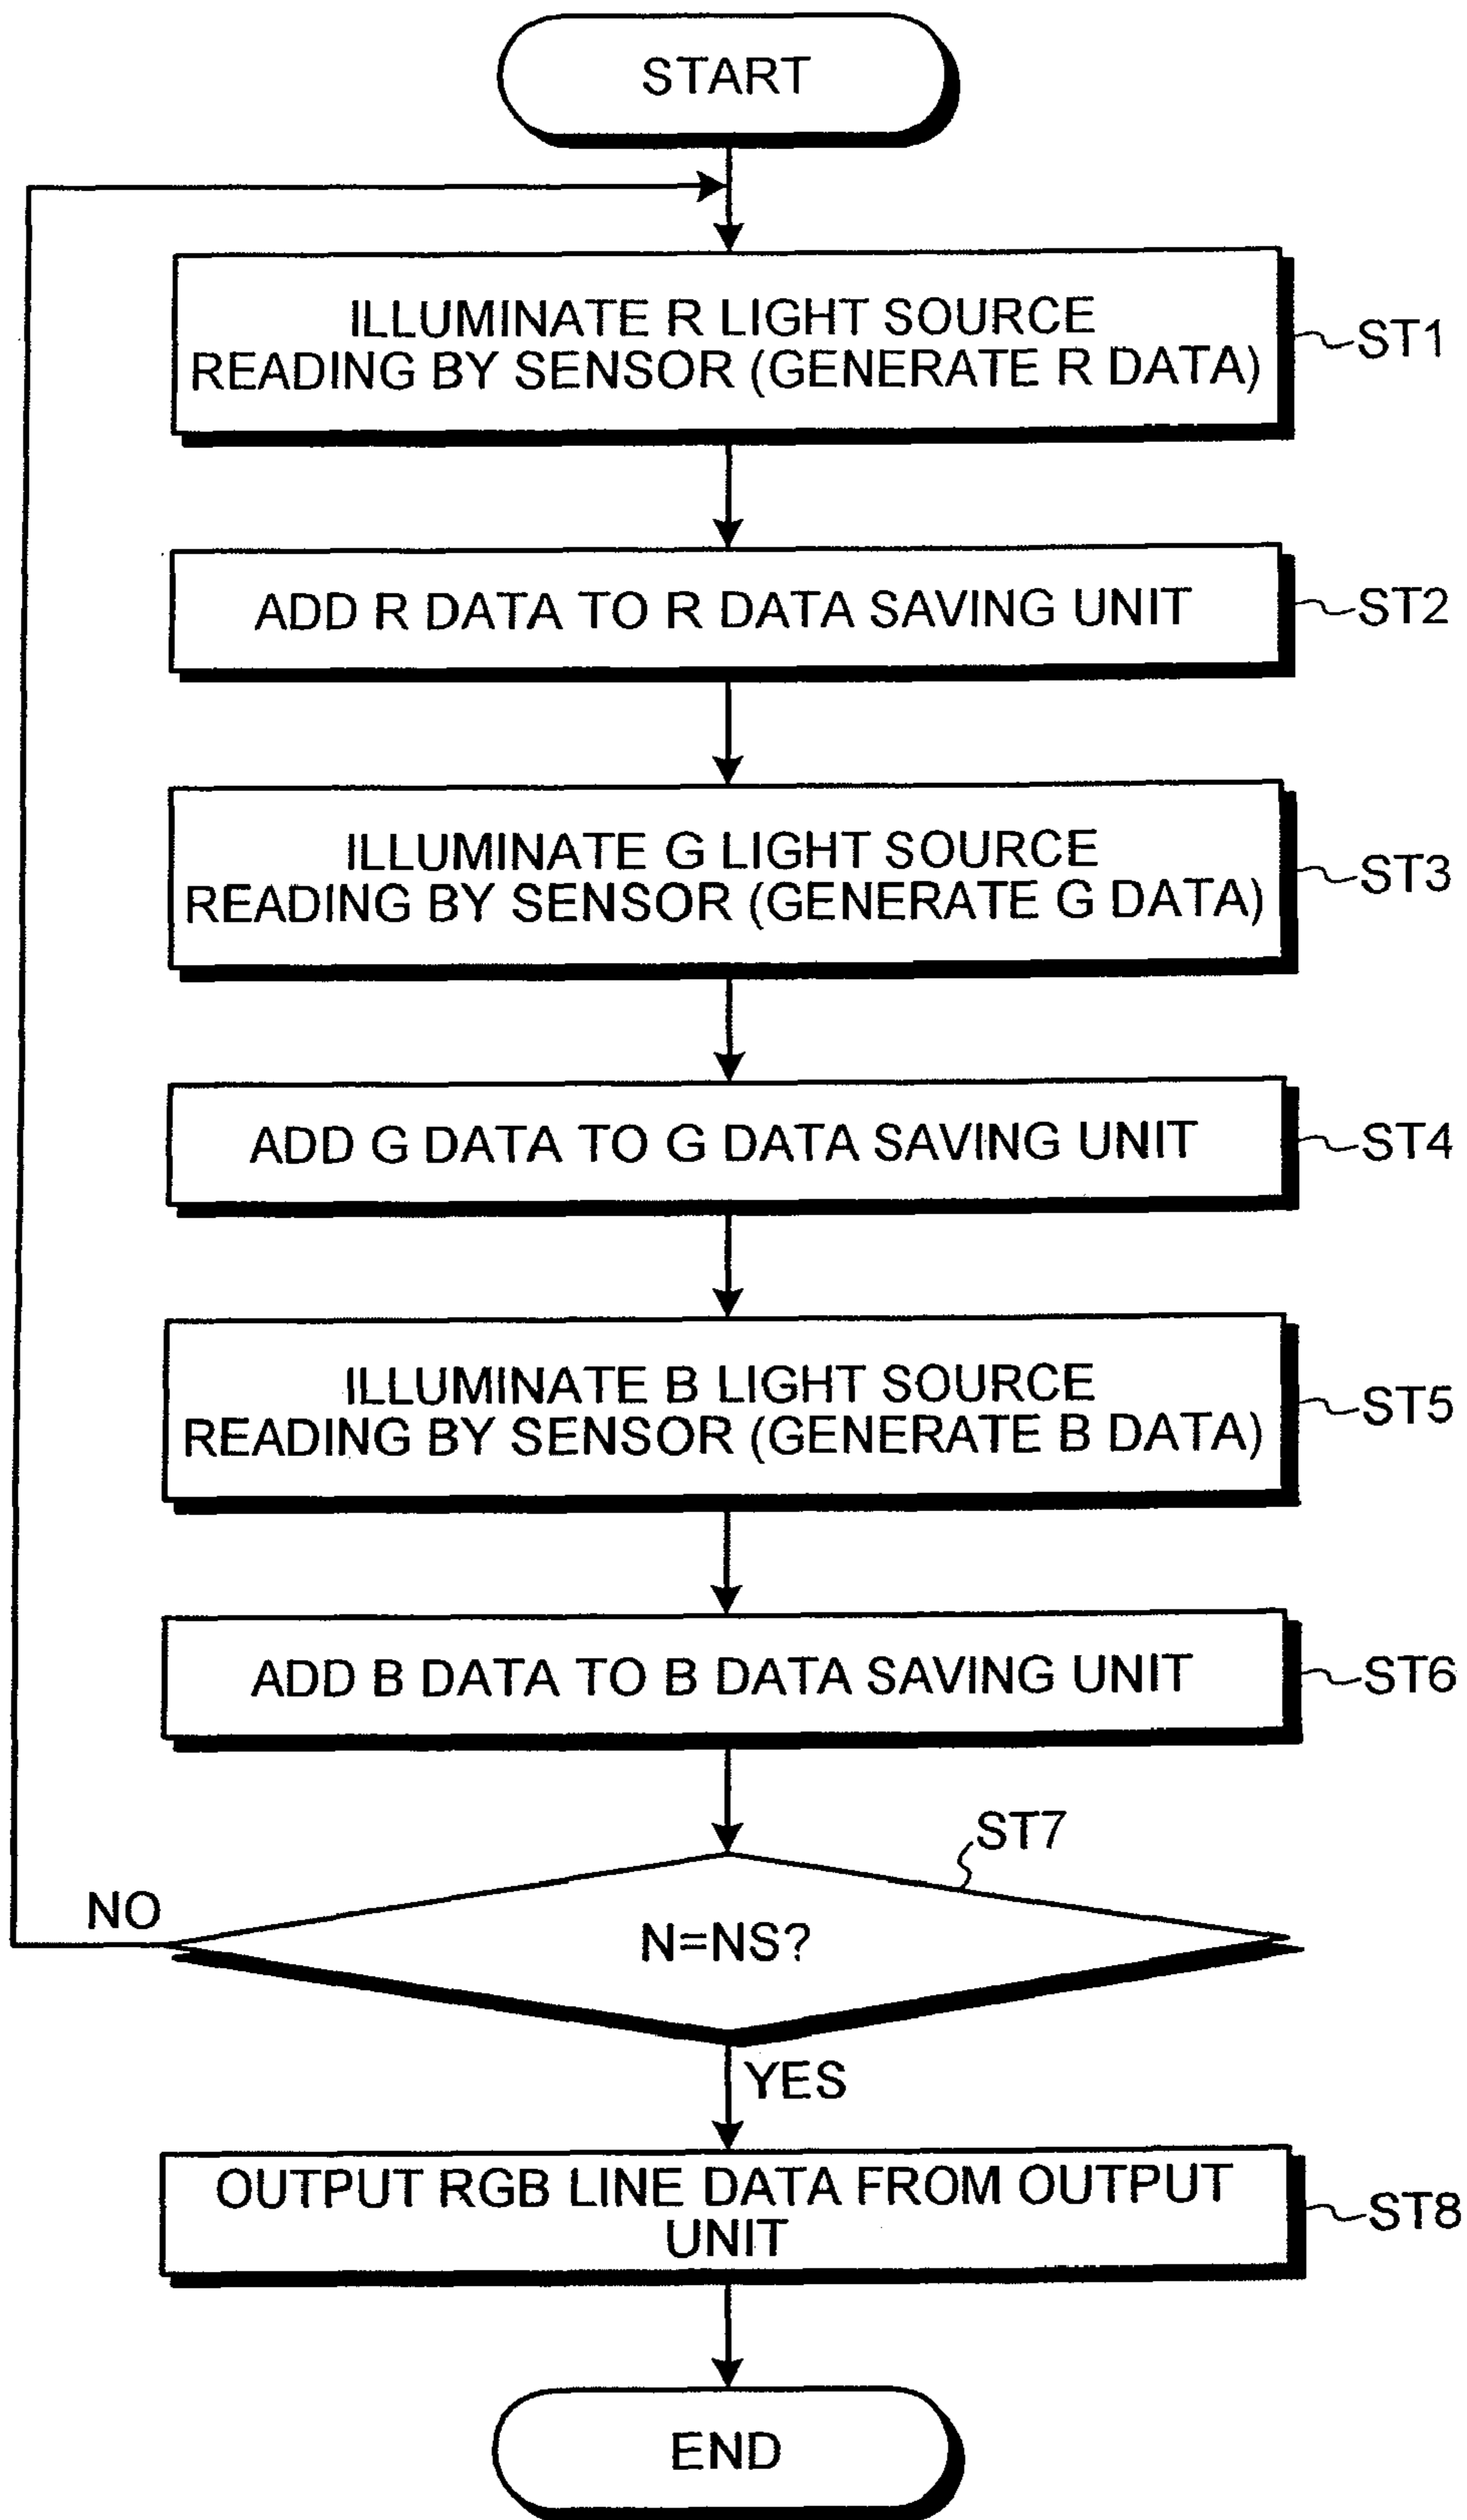 START
ILLUMINATE R LIGHT SOURCE
READING BY SENSOR (GENERATE R DATA)
ST1
ADD R DATA TO R DATA SAVING UNIT
ST2
ILLUMINATE G LIGHT SOURCE
READING BY SENSOR (GENERATE G DATA)
ST3
ADD G DATA TO G DATA SAVING UNIT
ST4
ILLUMINATE B LIGHT SOURCE
READING BY SENSOR (GENERATE B DATA)
ST5
ADD B DATA TO B DATA SAVING UNIT
ST6
ST7
NO
N=NS?
YES
OUTPUT RGB LINE DATA FROM OUTPUT
UNIT
ST8
END